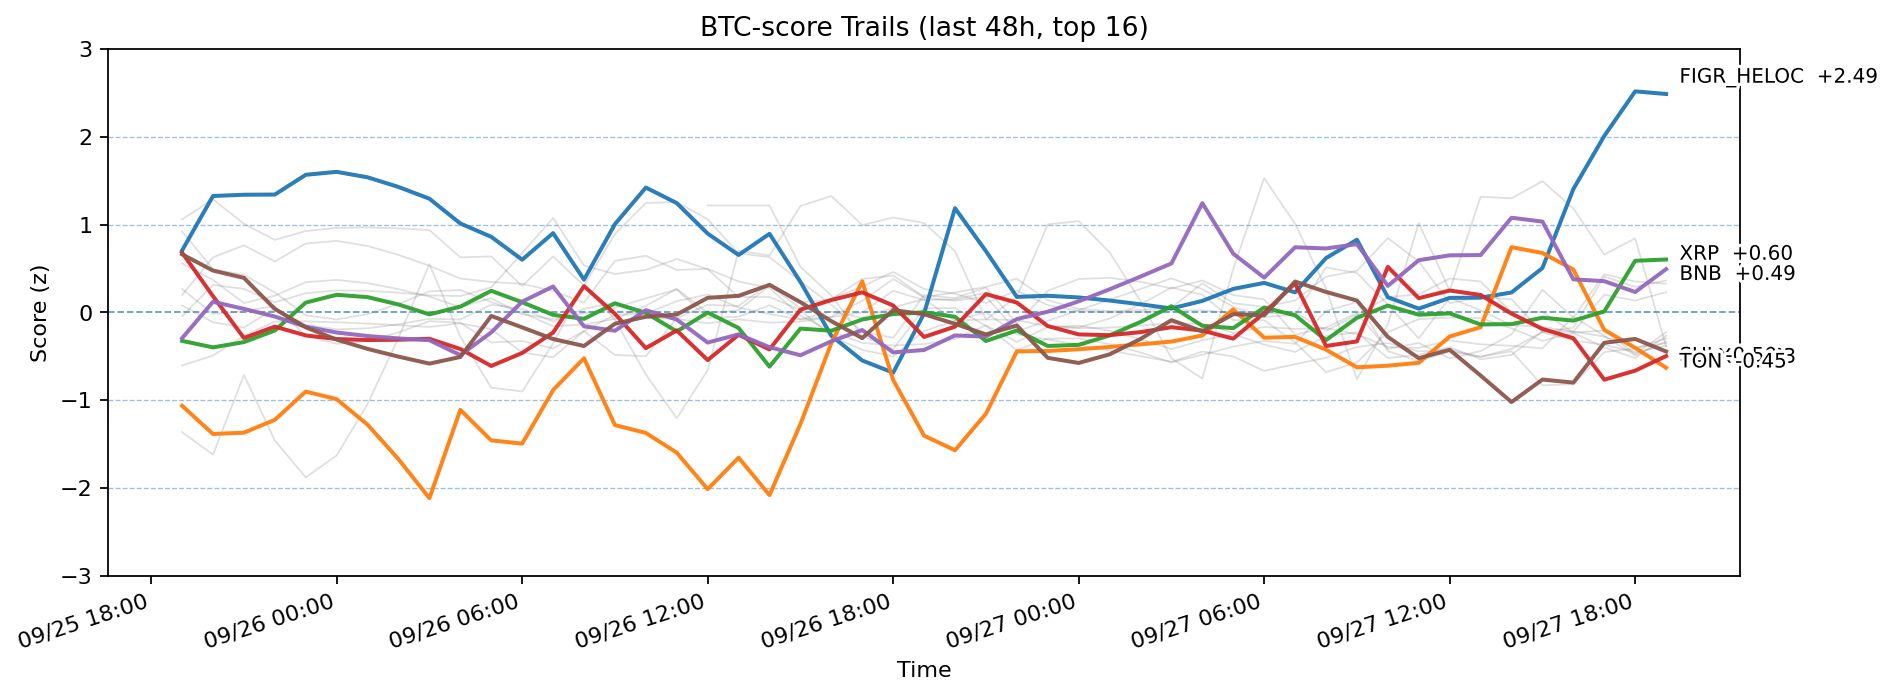 BTC-score Trails (last 48h, top 16)
Score (z)
3
2
1
0
−1
−2
−3
FIGR_HELOC +2.49
XRP +0.60
BNB +0.49
TON -0.45
09/25 18:00
09/26 00:00
09/26 06:00
09/26 12:00
09/26 18:00
09/27 00:00
09/27 06:00
09/27 12:00
09/27 18:00
Time